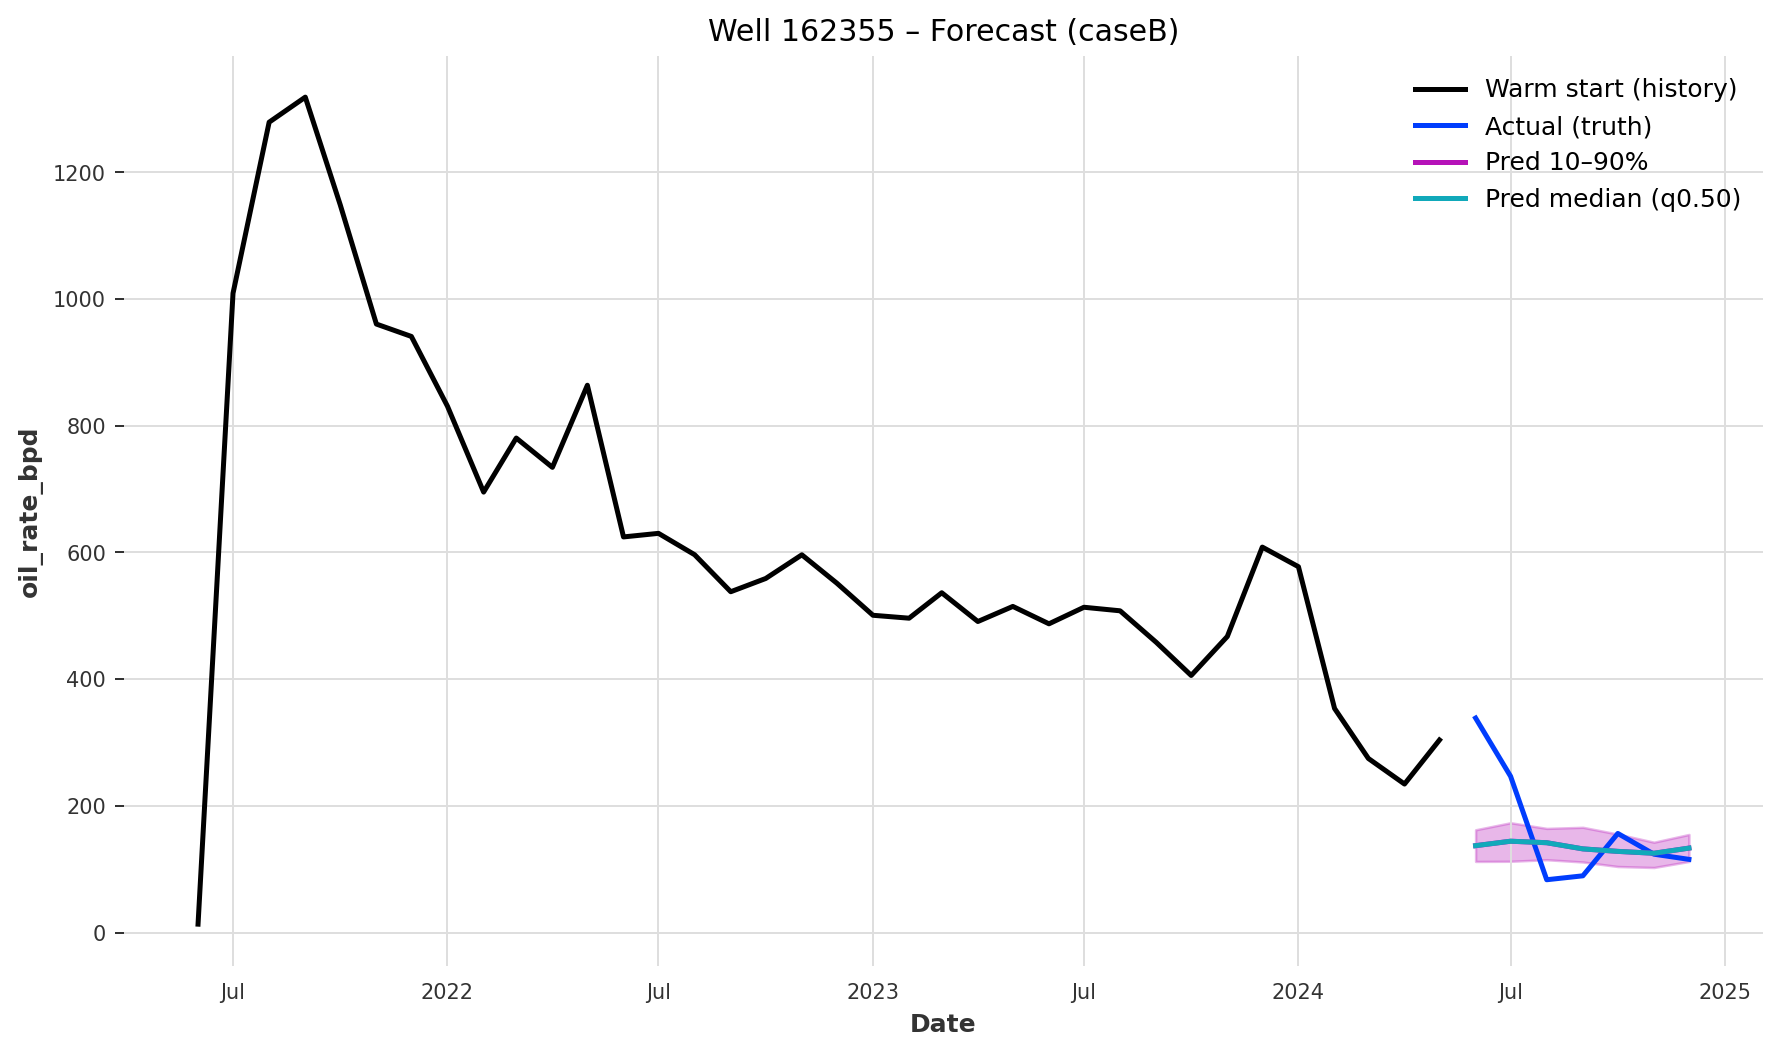 Well 162355 – Forecast (caseB)
Warm start (history)
Actual (truth)
Pred 10–90%
Pred median (q0.50)
oil_rate_bpd
1200
1000
800
600
400
200
0
Jul
2022
Jul
2023
Jul
2024
Jul
2025
Date